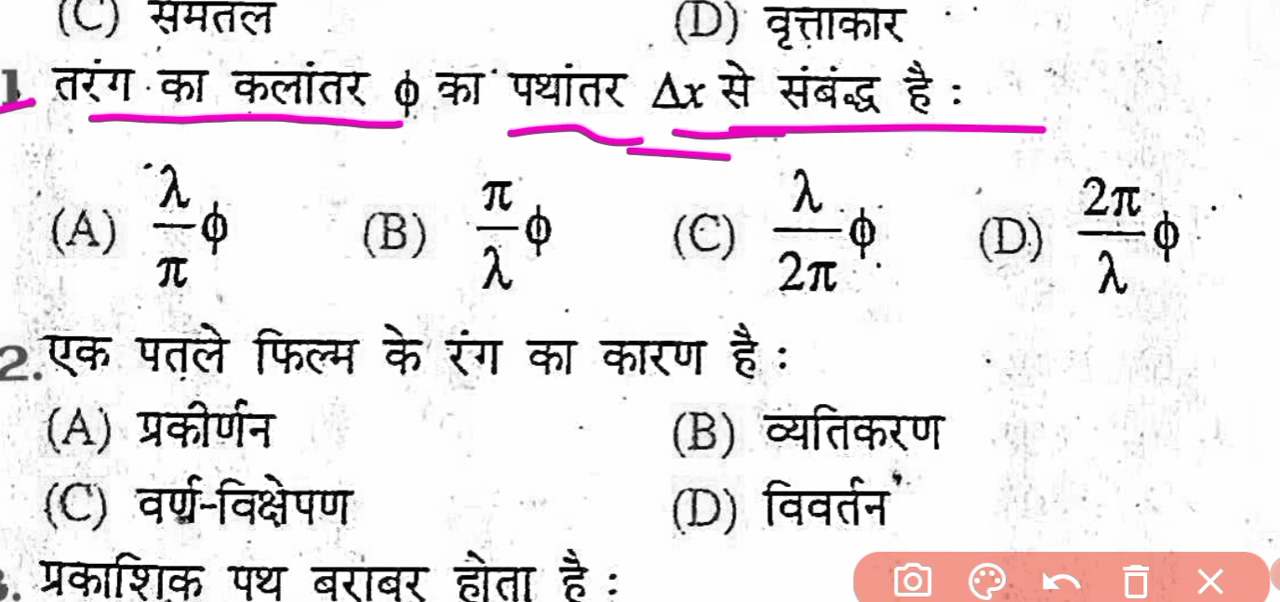 (C) समतल (D) वृत्ताकार
1. तरंग का कलांतर ϕ का पथांतर Δx से संबंद्ध है :
(A) λ/π ϕ (B) π/λ ϕ (C) λ/2π ϕ (D) 2π/λ ϕ
2. एक पतले फिल्म के रंग का कारण है :
(A) प्रकीर्णन (B) व्यतिकरण
(C) वर्ण-विक्षेपण (D) विवर्तन
प्रकाशिक पथ बराबर होता है :